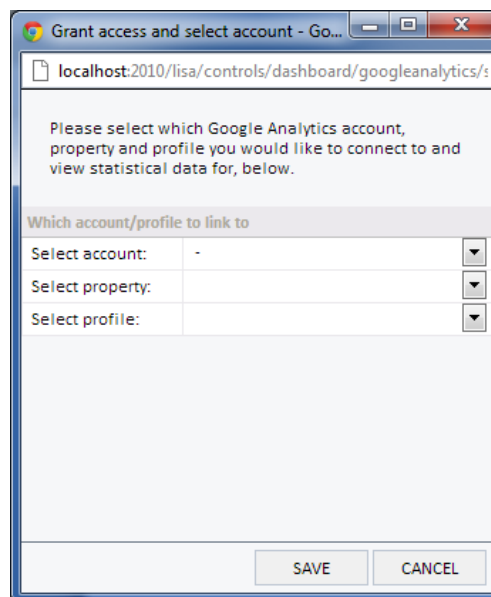 Grant access and select account - Go...
localhost:2010/lisa/controls/dashboard/googleanalytics/s
Please select which Google Analytics account,
property and profile you would like to connect to and
view statistical data for, below.
Which account/profile to link to
Select account: -
Select property:
Select profile:
SAVE CANCEL